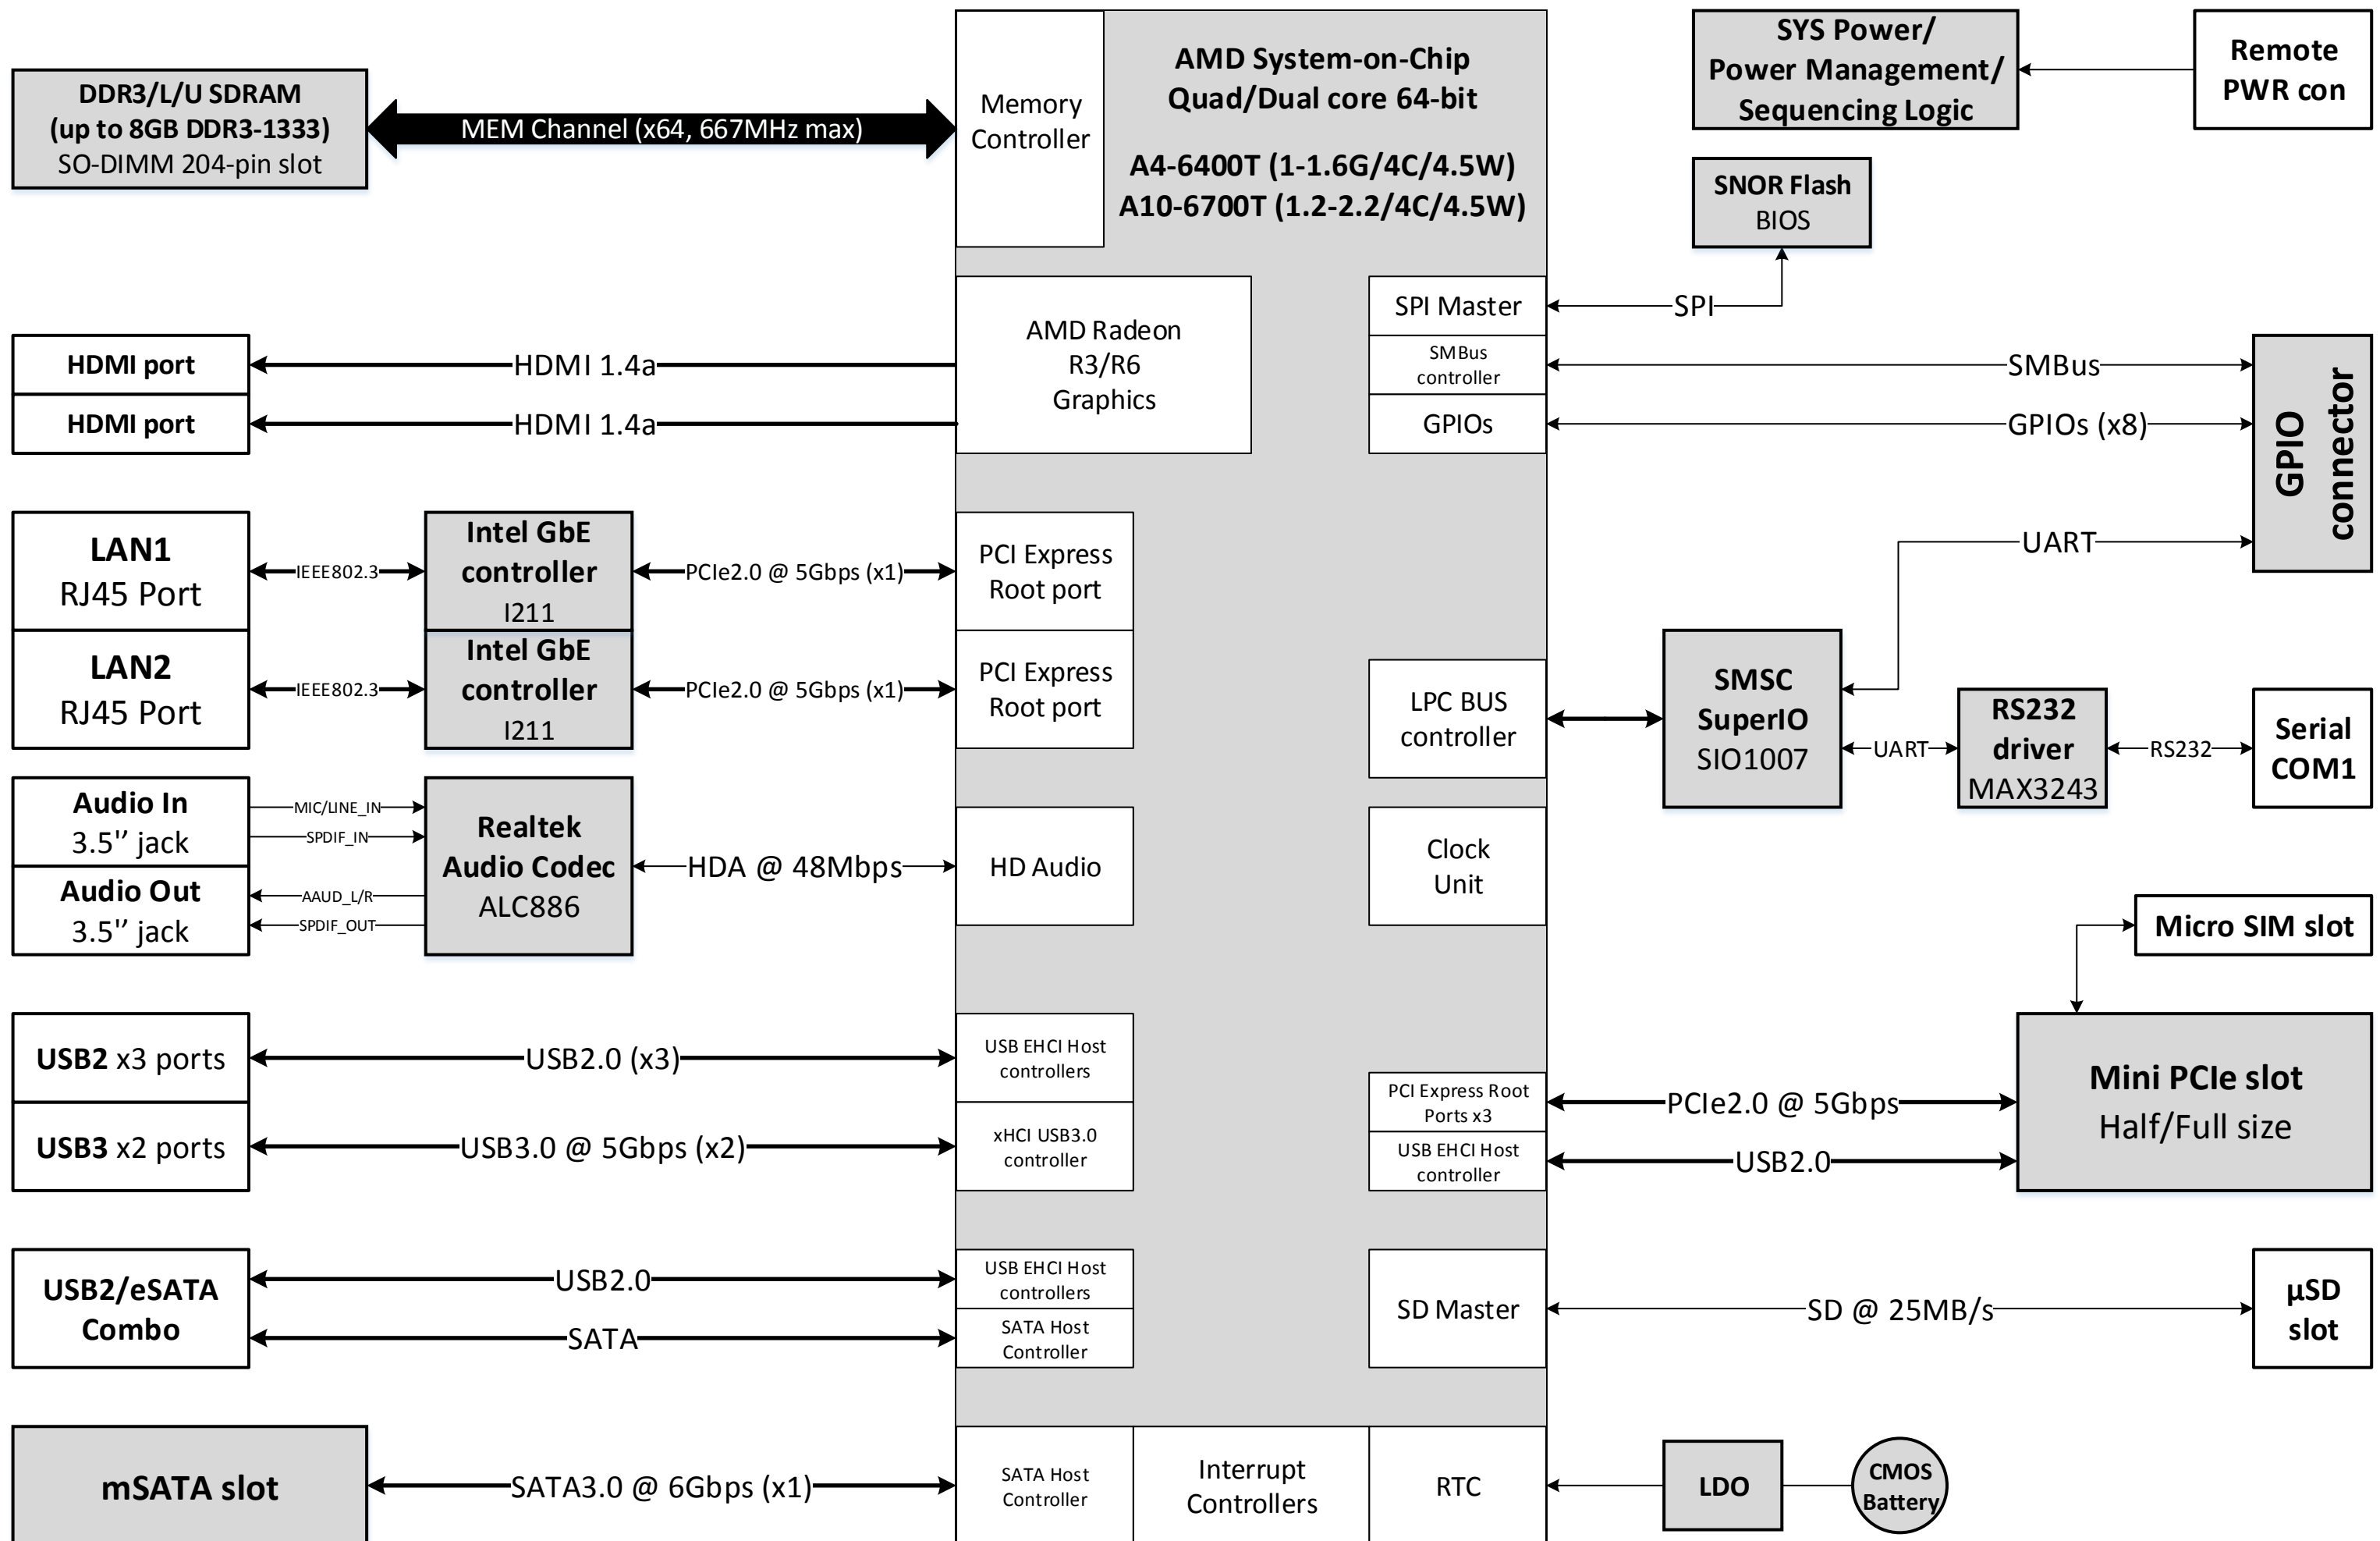 DDR3/L/U SDRAM
(up to 8GB DDR3-1333)
SO-DIMM 204-pin slot
MEM Channel (x64, 667MHz max)
Memory
Controller
AMD System-on-Chip
Quad/Dual core 64-bit
A4-6400T (1-1.6G/4C/4.5W)
A10-6700T (1.2-2.2/4C/4.5W)
SYS Power/
Power Management/
Sequencing Logic
Remote
PWR con
SNOR Flash
BIOS
SPI Master
SPI
HDMI port
HDMI 1.4a
HDMI port
HDMI 1.4a
AMD Radeon
R3/R6
Graphics
SMBus
controller
SMBus
GPIOs
GPIOs (x8)
GPIO
connector
UART
LAN1
RJ45 Port
IEEE802.3
Intel GbE
controller
I211
PCIe2.0 @ 5Gbps (x1)
PCI Express
Root port
LAN2
RJ45 Port
IEEE802.3
Intel GbE
controller
I211
PCIe2.0 @ 5Gbps (x1)
PCI Express
Root port
LPC BUS
controller
SMSC
SuperIO
SIO1007
UART
RS232
driver
MAX3243
RS232
Serial
COM1
Audio In
3.5'' jack
MIC/LINE_IN
SPDIF_IN
Audio Out
3.5'' jack
AAUD_L/R
SPDIF_OUT
Realtek
Audio Codec
ALC886
HDA @ 48Mbps
HD Audio
Clock
Unit
Micro SIM slot
USB2 x3 ports
USB2.0 (x3)
USB EHCI Host
controllers
USB3 x2 ports
USB3.0 @ 5Gbps (x2)
xHCI USB3.0
controller
PCI Express Root
Ports x3
PCIe2.0 @ 5Gbps
USB EHCI Host
controller
USB2.0
Mini PCIe slot
Half/Full size
USB2/eSATA
Combo
USB2.0
USB EHCI Host
controllers
SATA
SATA Host
Controller
SD Master
SD @ 25MB/s
µSD
slot
mSATA slot
SATA3.0 @ 6Gbps (x1)
SATA Host
Controller
Interrupt
Controllers
RTC
LDO
CMOS
Battery